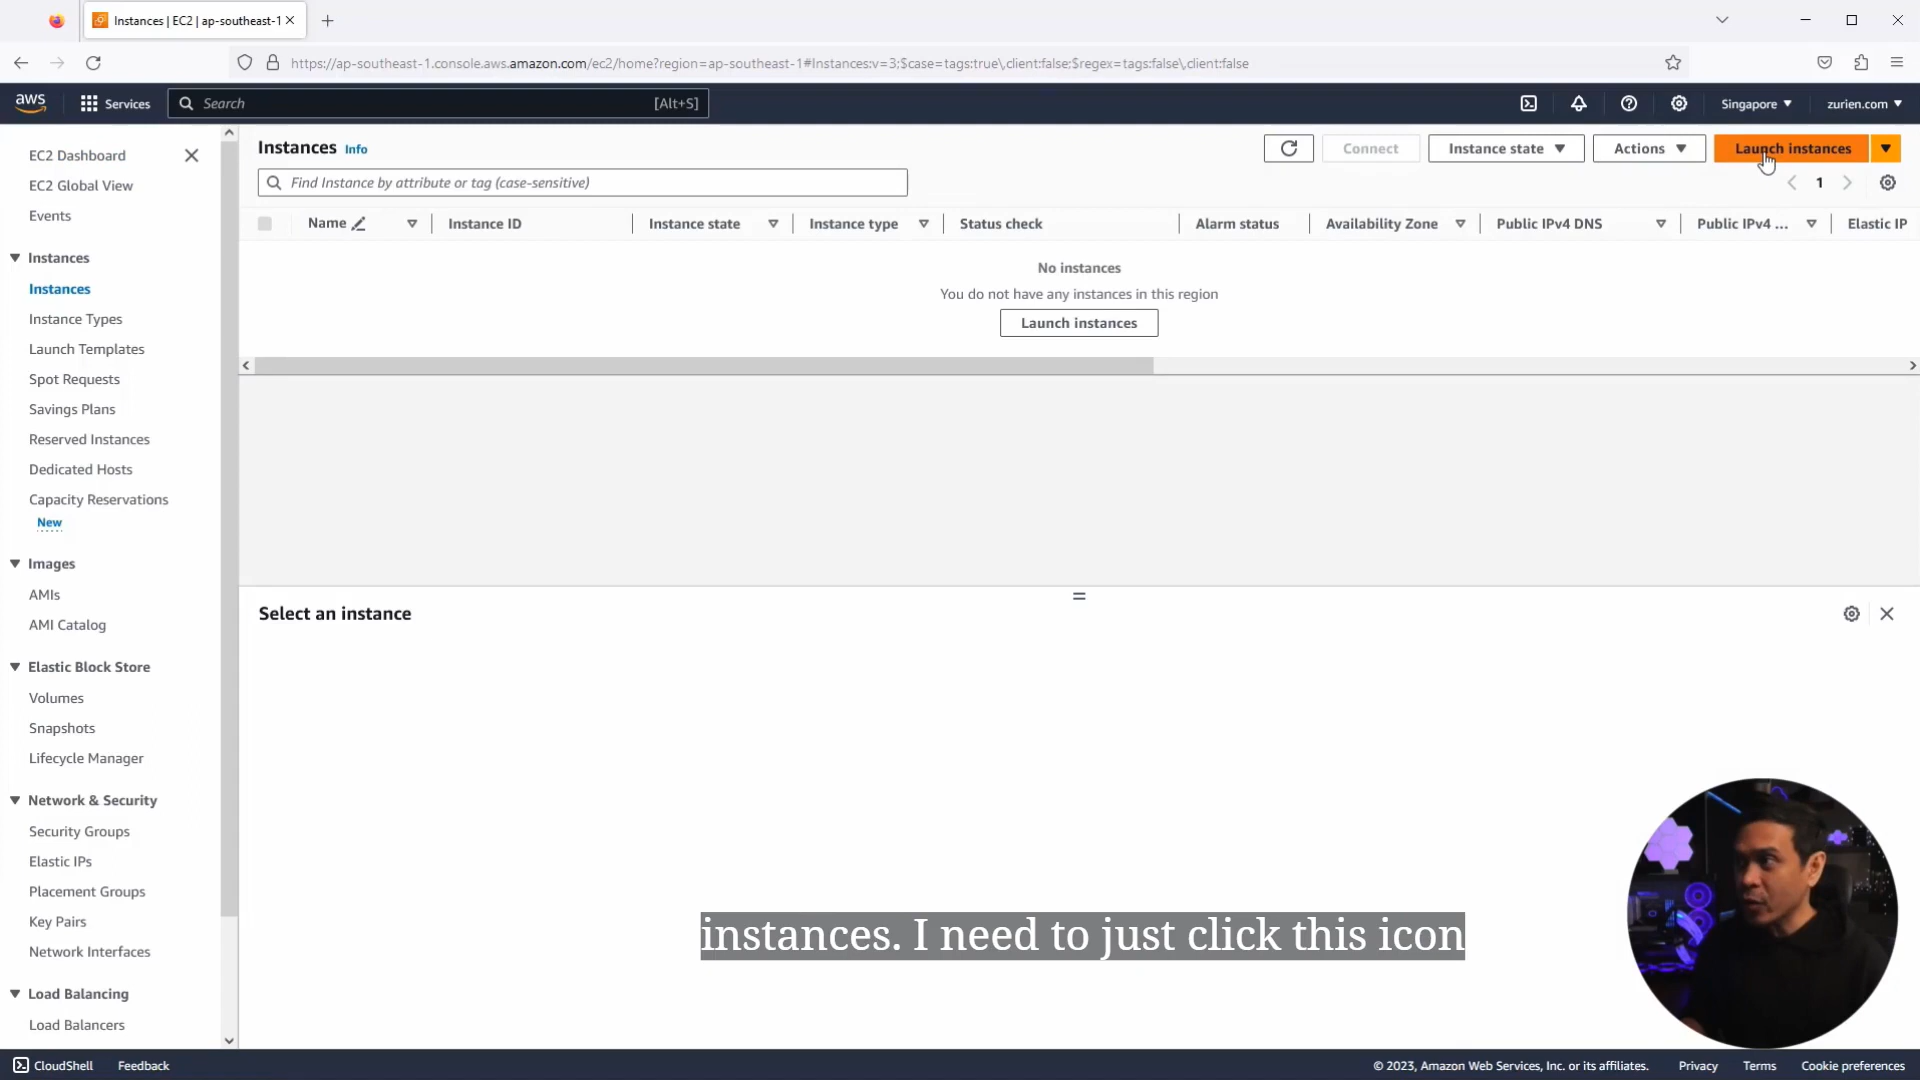 Instances | EC2 | ap-southeast-1
https://ap-southeast-1.console.aws.amazon.com/ec2/home?region=ap-southeast-1#Instances:v=3;$case=tags:true\,client:false;$regex=tags:false\,client:false
aws
Services
Search
[Alt+S]
Singapore
zurien.com
EC2 Dashboard
EC2 Global View
Events
Instances
Instances
Instance Types
Launch Templates
Spot Requests
Savings Plans
Reserved Instances
Dedicated Hosts
Capacity Reservations
New
Images
AMIs
AMI Catalog
Elastic Block Store
Volumes
Snapshots
Lifecycle Manager
Network & Security
Security Groups
Elastic IPs
Placement Groups
Key Pairs
Network Interfaces
Load Balancing
Load Balancers
Instances Info
Connect
Instance state
Actions
Launch instances
Find Instance by attribute or tag (case-sensitive)
1
Name
Instance ID
Instance state
Instance type
Status check
Alarm status
Availability Zone
Public IPv4 DNS
Public IPv4 ...
Elastic IP
No instances
You do not have any instances in this region
Launch instances
Select an instance
instances. I need to just click this icon
CloudShell
Feedback
© 2023, Amazon Web Services, Inc. or its affiliates.
Privacy
Terms
Cookie preferences